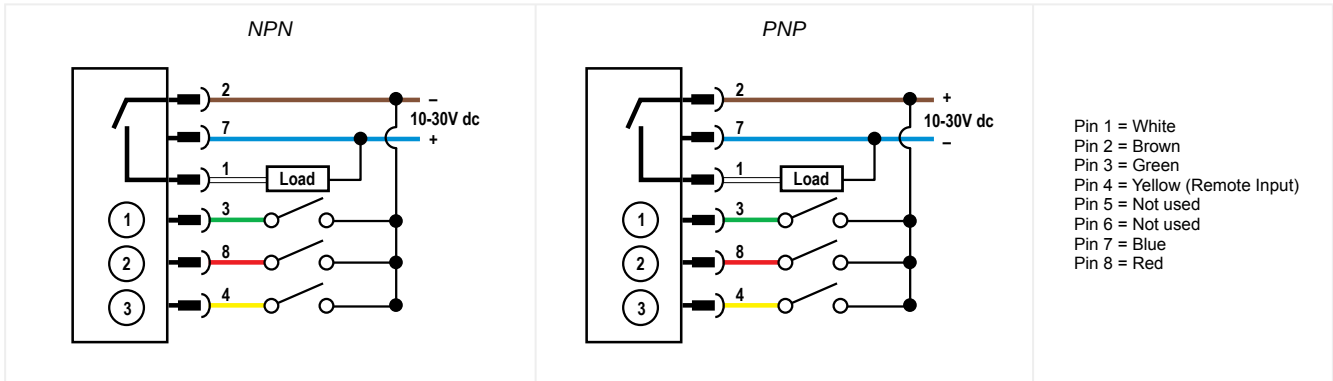 NPN
2
–
10-30V dc
7
+
1
Load
1
3
2
8
3
4
PNP
2
+
10-30V dc
7
–
1
Load
1
3
2
8
3
4
Pin 1 = White
Pin 2 = Brown
Pin 3 = Green
Pin 4 = Yellow (Remote Input)
Pin 5 = Not used
Pin 6 = Not used
Pin 7 = Blue
Pin 8 = Red